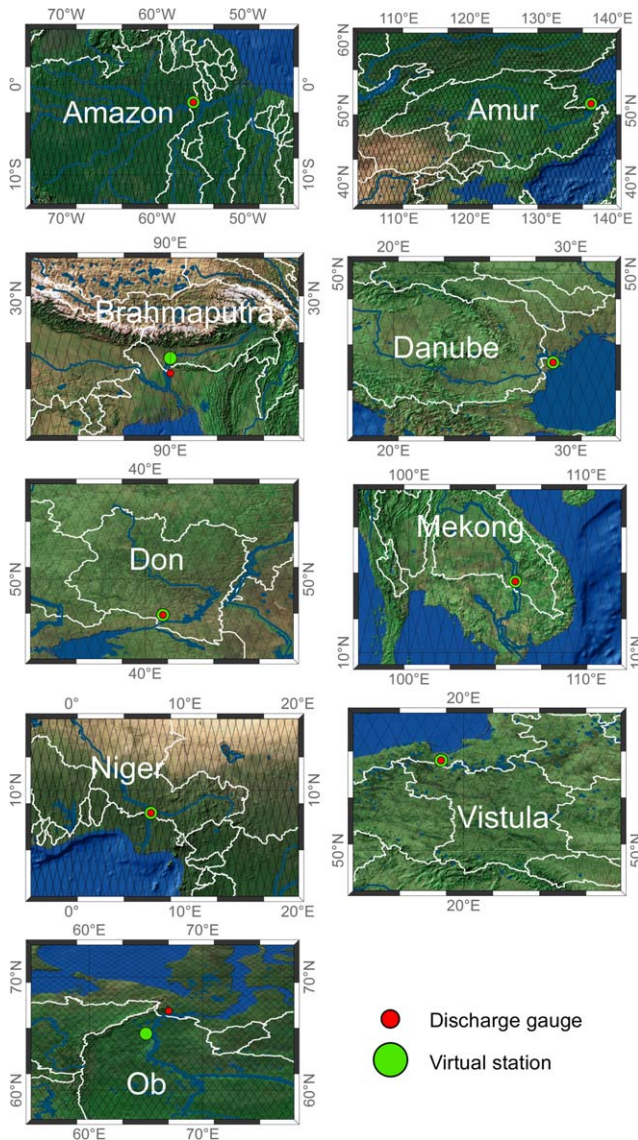 70°W 60°W 50°W
0°
10°S
Amazon
0°
10°S
70°W 60°W 50°W
110°E 120°E 130°E 140°E
60°N
50°N
40°N
Amur
60°N
50°N
40°N
110°E 120°E 130°E 140°E
90°E
30°N
Brahmaputra
30°N
90°E
20°E 30°E
50°N
Danube
50°N
20°E 30°E
40°E
50°N
Don
50°N
40°E
100°E 110°E
Mekong
10°N
10°N
100°E 110°E
0° 10°E 20°E
10°N
Niger
10°N
0° 10°E 20°E
20°E
50°N
Vistula
50°N
20°E
60°E 70°E
70°N
60°N
Ob
70°N
60°N
60°E 70°E
Discharge gauge
Virtual station